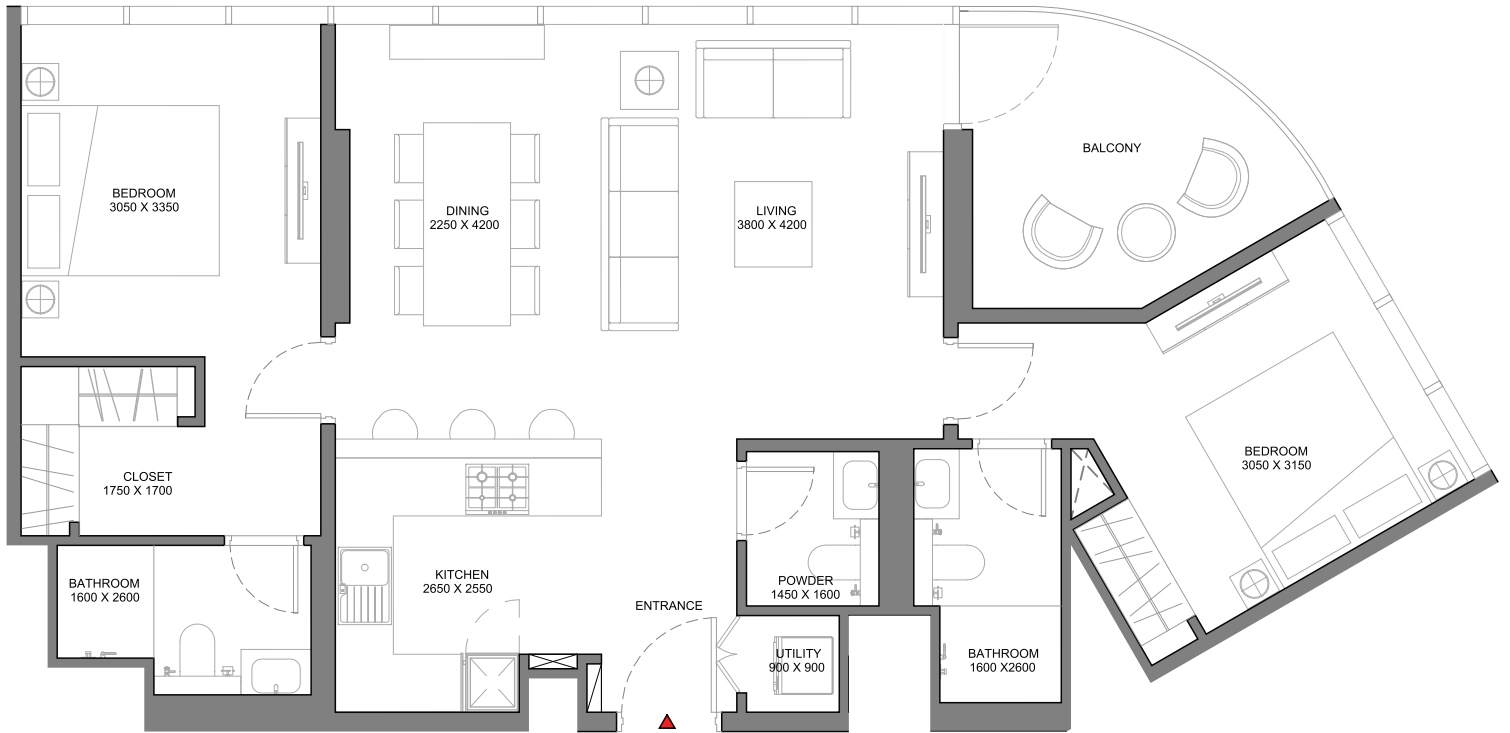 BALCONY
BEDROOM
3050 X 3350
DINING
2250 X 4200
LIVING
3800 X 4200
BEDROOM
3050 X 3150
CLOSET
1750 X 1700
KITCHEN
2650 X 2550
BATHROOM
1600 X 2600
POWDER
1450 X 1600
ENTRANCE
UTILITY
900 X 900
BATHROOM
1600 X2600